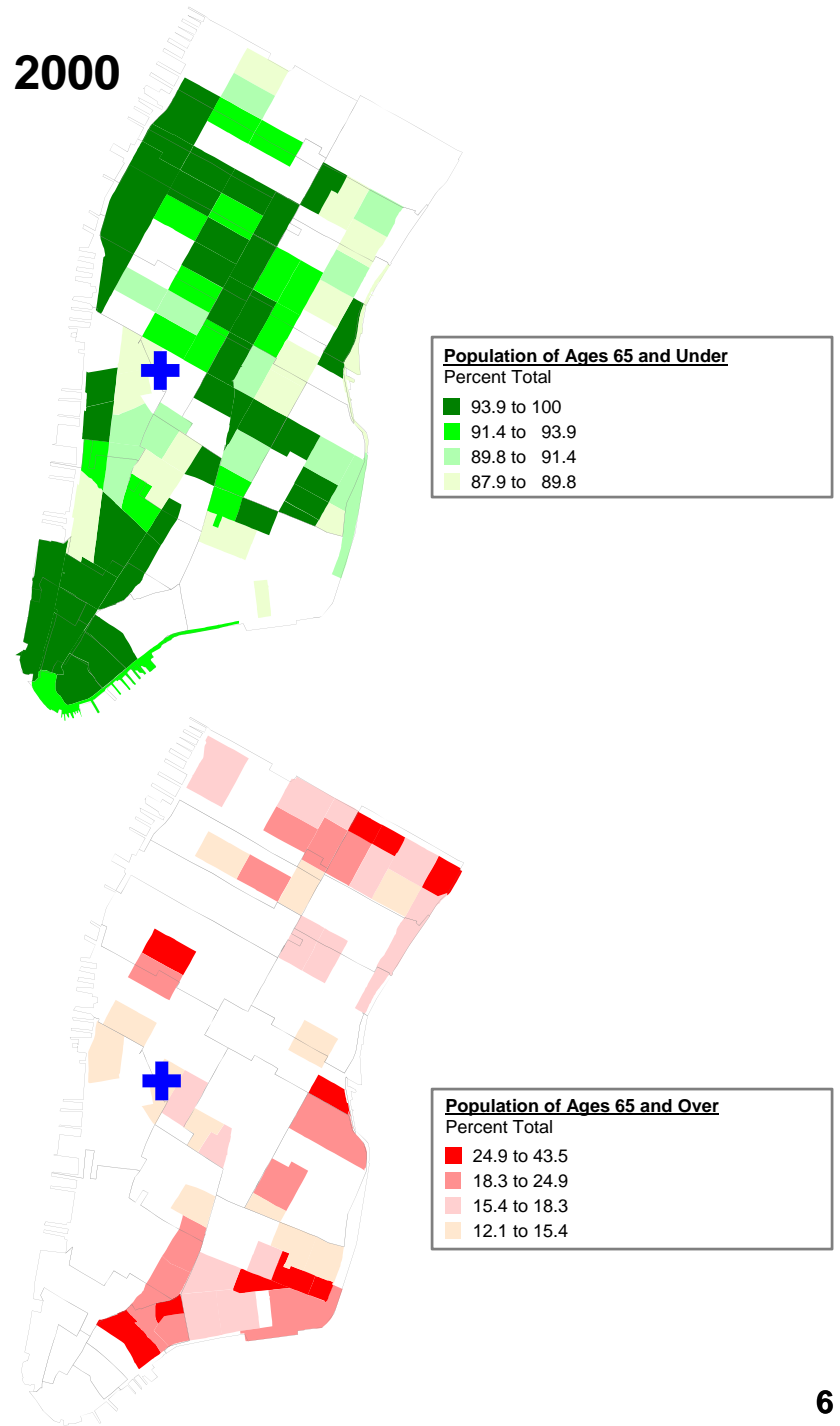 2000
Population of Ages 65 and Under
Percent Total
93.9 to 100
91.4 to 93.9
89.8 to 91.4
87.9 to 89.8
Population of Ages 65 and Over
Percent Total
24.9 to 43.5
18.3 to 24.9
15.4 to 18.3
12.1 to 15.4
6